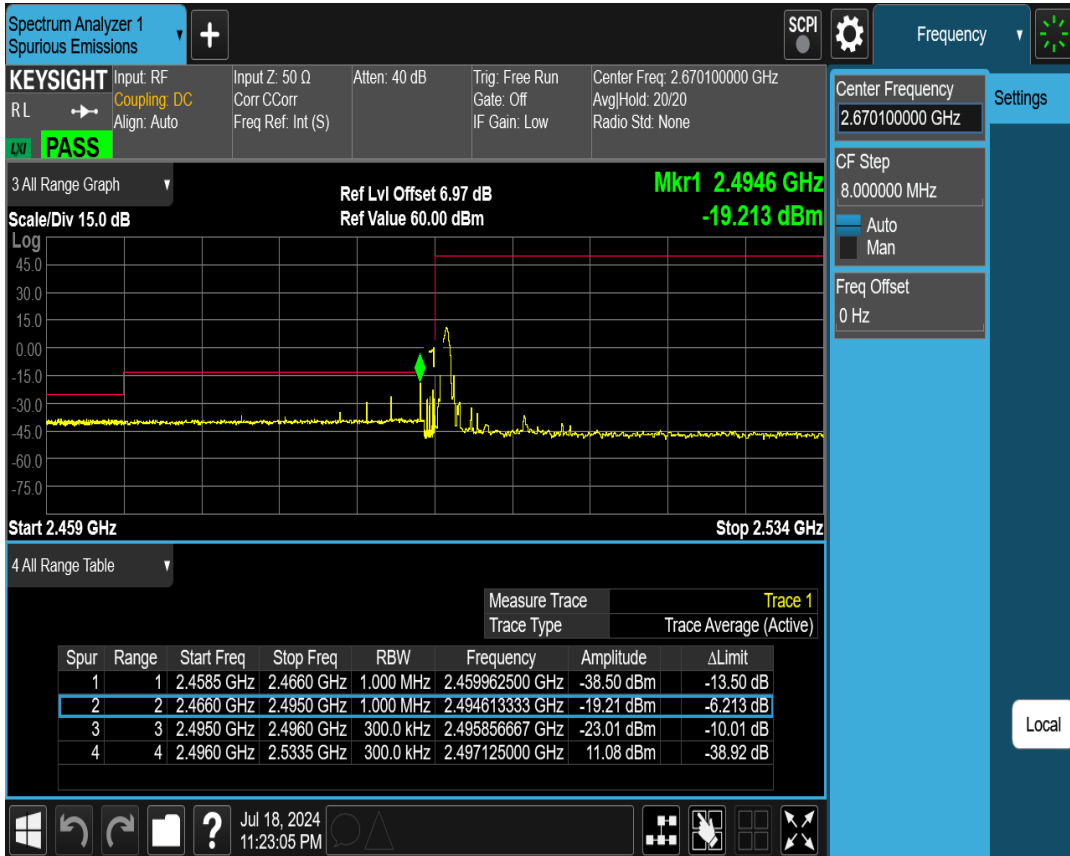 Spectrum Analyzer 1
Spurious Emissions
+
SCPI
Frequency
KEYSIGHT
RL
LXI
PASS
Input: RF
Coupling: DC
Align: Auto
Input Z: 50 Ω
Corr CCorr
Freq Ref: Int (S)
Atten: 40 dB
Trig: Free Run
Gate: Off
IF Gain: Low
Center Freq: 2.670100000 GHz
Avg|Hold: 20/20
Radio Std: None
Center Frequency
2.670100000 GHz
Settings
CF Step
8.000000 MHz
Auto
Man
Freq Offset
0 Hz
3 All Range Graph
Scale/Div 15.0 dB
Ref Lvl Offset 6.97 dB
Ref Value 60.00 dBm
Mkr1 2.4946 GHz
-19.213 dBm
Log
45.0
30.0
15.0
0.00
-15.0
-30.0
-45.0
-60.0
-75.0
Start 2.459 GHz Stop 2.534 GHz
4 All Range Table
Measure Trace Trace 1
Trace Type Trace Average (Active)
Spur Range Start Freq Stop Freq RBW Frequency Amplitude ΔLimit
1 1 2.4585 GHz 2.4660 GHz 1.000 MHz 2.459962500 GHz -38.50 dBm -13.50 dB
2 2 2.4660 GHz 2.4950 GHz 1.000 MHz 2.494613333 GHz -19.21 dBm -6.213 dB
3 3 2.4950 GHz 2.4960 GHz 300.0 kHz 2.495856667 GHz -23.01 dBm -10.01 dB
4 4 2.4960 GHz 2.5335 GHz 300.0 kHz 2.497125000 GHz 11.08 dBm -38.92 dB
Local
?
Jul 18, 2024
11:23:05 PM